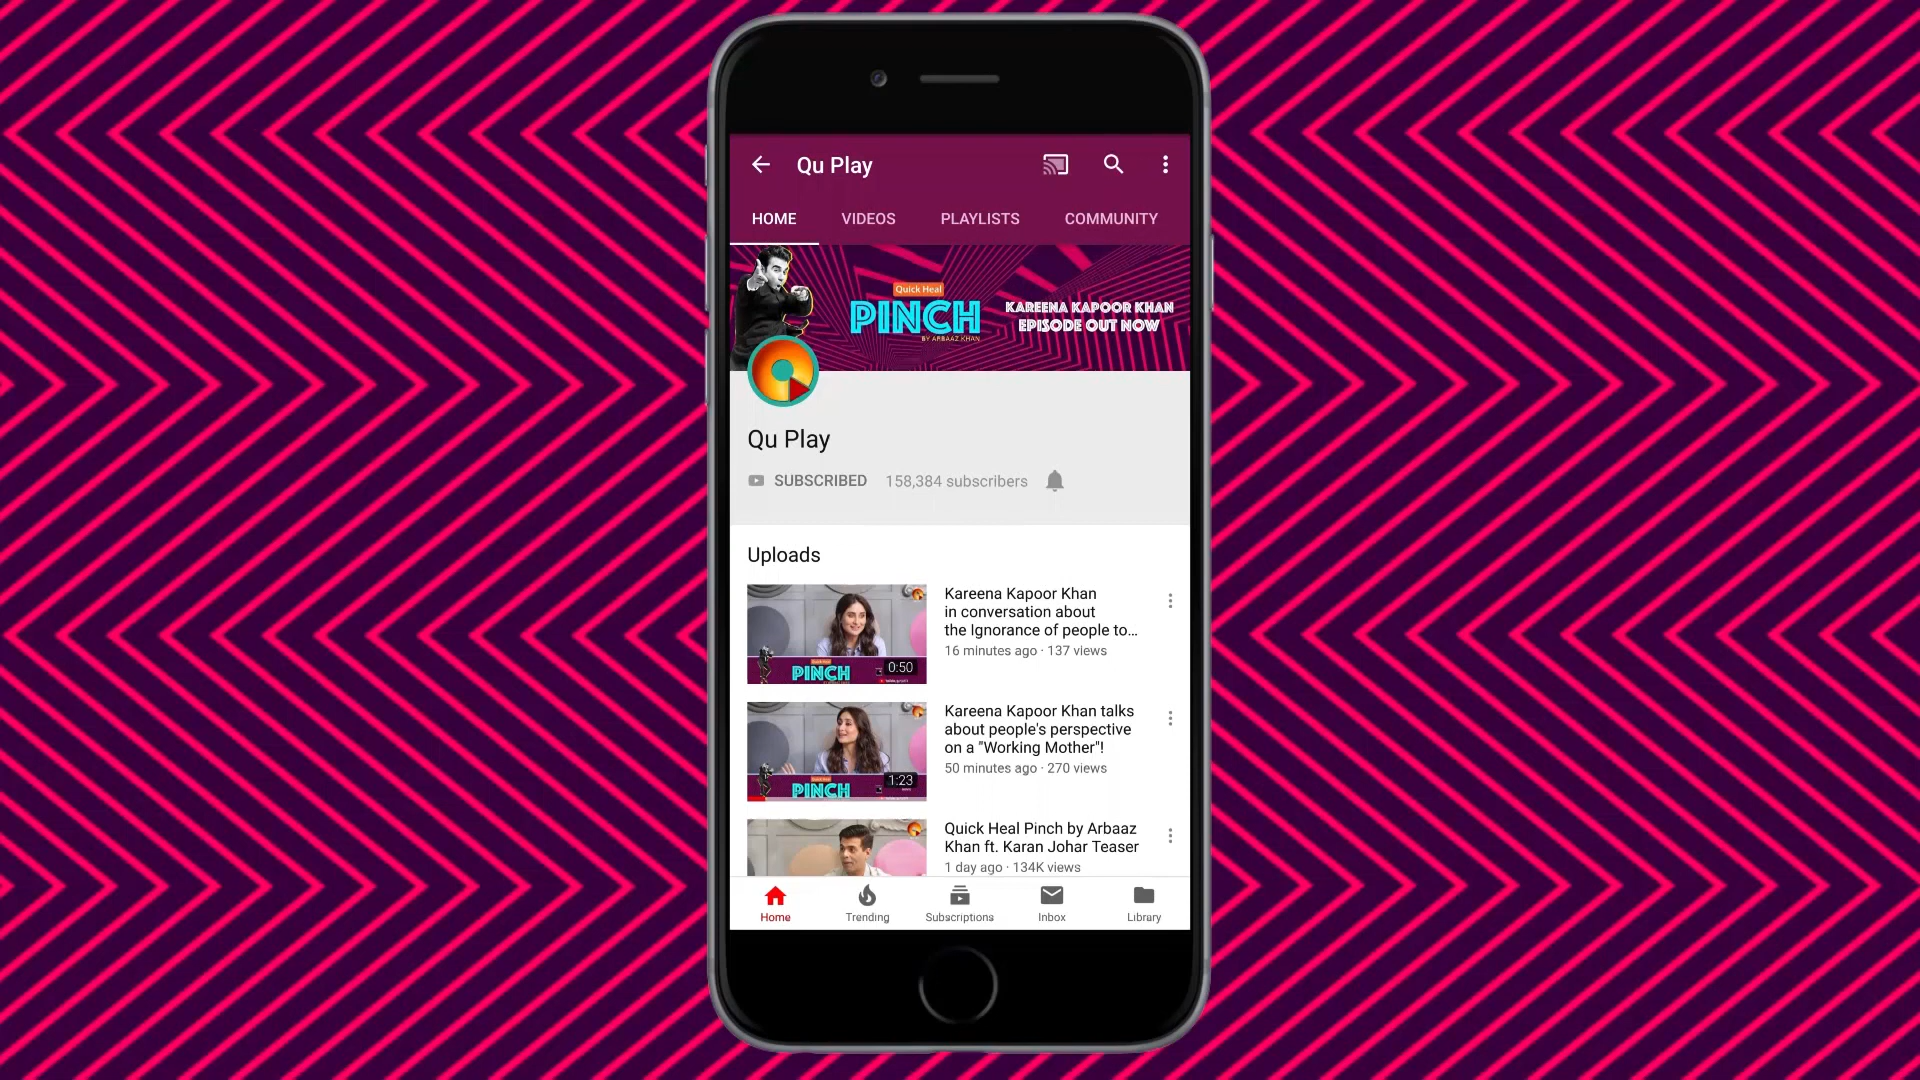 Qu Play
HOME VIDEOS PLAYLISTS COMMUNITY
Quick Heal
PINCH
BY ARBAAZ KHAN
KAREENA KAPOOR KHAN
EPISODE OUT NOW
Qu Play
SUBSCRIBED 158,384 subscribers
Uploads
PINCH
0:50
Kareena Kapoor Khan
in conversation about
the Ignorance of people to...
16 minutes ago · 137 views
PINCH
1:23
Kareena Kapoor Khan talks
about people's perspective
on a "Working Mother"!
50 minutes ago · 270 views
Quick Heal Pinch by Arbaaz
Khan ft. Karan Johar Teaser
1 day ago · 134K views
Home Trending Subscriptions Inbox Library